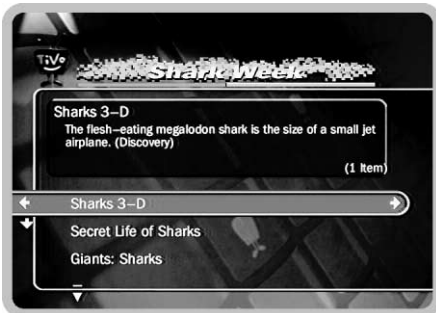 TiVo
Shark Week
Sharks 3–D
The flesh–eating megalodon shark is the size of a small jet
airplane. (Discovery)
(1 Item)
Sharks 3–D
Secret Life of Sharks
Giants: Sharks